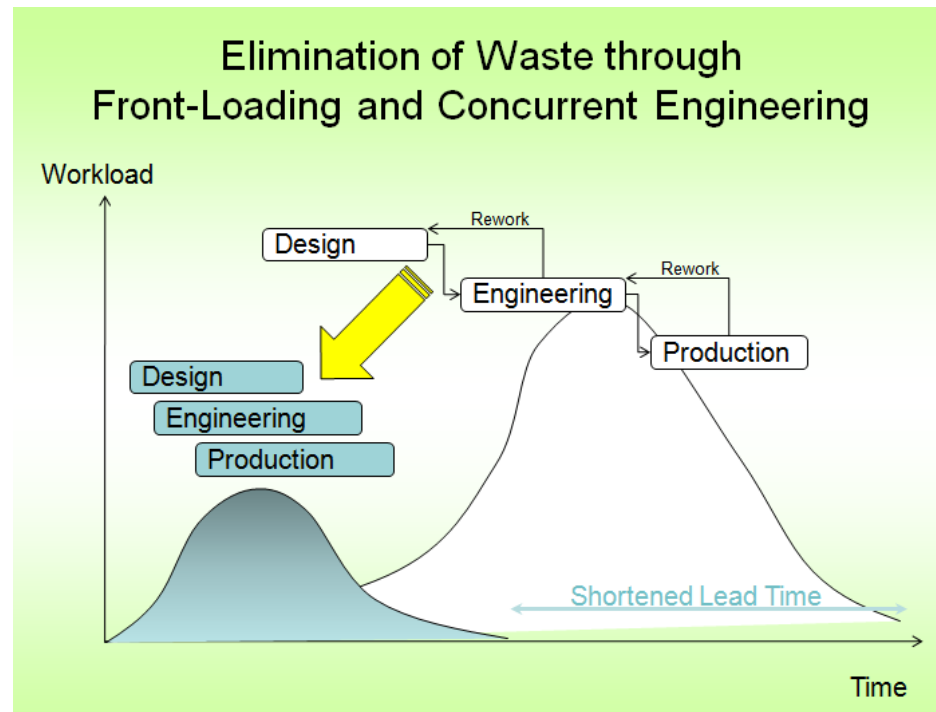 Elimination of Waste through
Front-Loading and Concurrent Engineering
Workload
Rework
Design
Rework
Engineering
Production
Design
Engineering
Production
Shortened Lead Time
Time